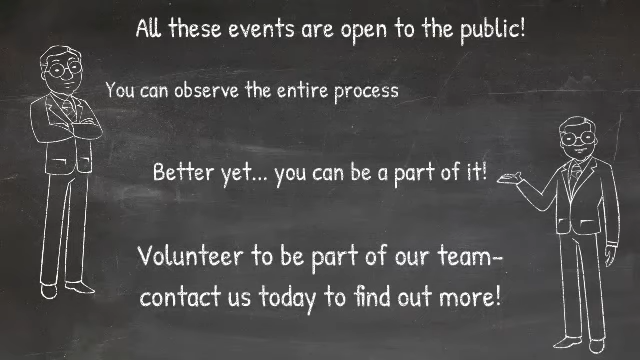 All these events are open to the public!
You can observe the entire process
Better yet... you can be a part of it!
Volunteer to be part of our team-
contact us today to find out more!